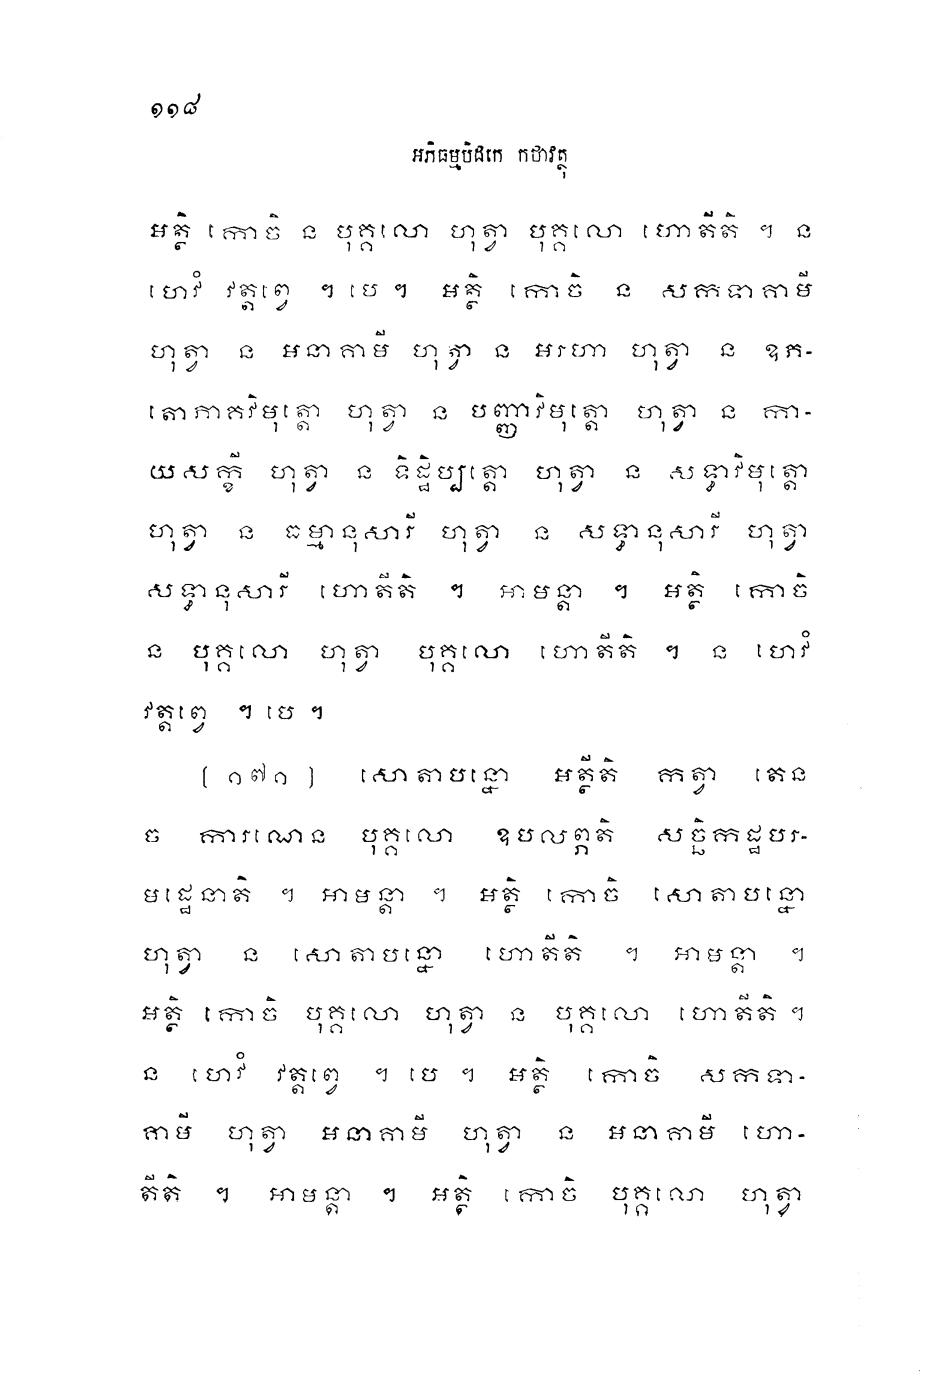 ១១៨
អភិធម្មបិដកេ កថាវត្ថុ
អត្ថិ កោចិ ន បុគ្គលោ ហុត្វា បុគ្គលោ ហោតីតិ ។ ន
ហេវំ វត្តព្វេ ។ បេ ។ អត្ថិ កោចិ ន សកទាគាមី
ហុត្វា ន អនាគាមី ហុត្វា ន អរហា ហុត្វា ន ឧភ-
តោភាគវិមុត្តោ ហុត្វា ន បញ្ញាវិមុត្តោ ហុត្វា ន កា-
យសក្ខី ហុត្វា ន ទិដ្ឋិប្បត្តោ ហុត្វា ន សទ្ធាវិមុត្តោ
ហុត្វា ន ធម្មានុសារី ហុត្វា ន សទ្ធានុសារី ហុត្វា
សទ្ធានុសារី ហោតីតិ ។ អាមន្តា ។ អត្ថិ កោចិ
ន បុគ្គលោ ហុត្វា បុគ្គលោ ហោតីតិ ។ ន ហេវំ
វត្តព្វេ ។ បេ ។
(១៧១) សោតាបន្នោ អត្ថីតិ កត្វា តេន
ច ការណេន បុគ្គលោ ឧបលព្ភតិ សច្ឆិកដ្ឋបរ-
មដ្ឋេនាតិ ។ អាមន្តា ។ អត្ថិ កោចិ សោតាបន្នោ
ហុត្វា ន សោតាបន្នោ ហោតីតិ ។ អាមន្តា ។
អត្ថិ កោចិ បុគ្គលោ ហុត្វា ន បុគ្គលោ ហោតីតិ ។
ន ហេវំ វត្តព្វេ ។ បេ ។ អត្ថិ កោចិ សកទា-
គាមី ហុត្វា អនាគាមី ហុត្វា ន អនាគាមី ហោ-
តីតិ ។ អាមន្តា ។ អត្ថិ កោចិ បុគ្គលោ ហុត្វា